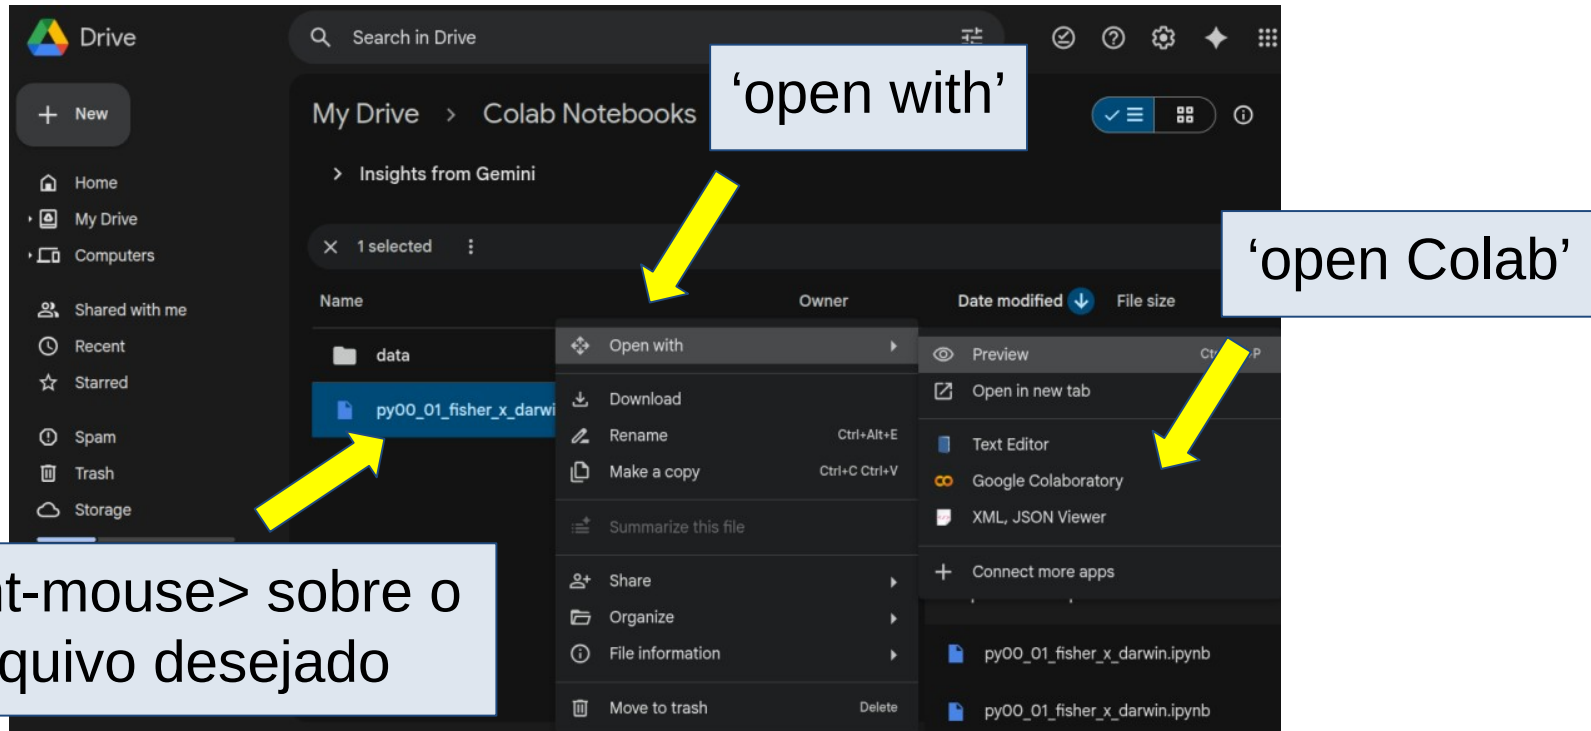 Drive
Search in Drive
‘open with’
New
My Drive > Colab Notebooks
Insights from Gemini
Home
My Drive
Computers
1 selected
‘open Colab’
Shared with me
Recent
Starred
Name Owner Date modified File size
data
py00_01_fisher_x_darwi
Open with
Preview
Open in new tab
Download
Rename Ctrl+Alt+E
Make a copy Ctrl+C Ctrl+V
Text Editor
Google Colaboratory
XML, JSON Viewer
Spam
Trash
Storage
Summarize this file
Share
Organize
File information
Connect more apps
t-mouse> sobre o
quivo desejado
py00_01_fisher_x_darwin.ipynb
Move to trash Delete
py00_01_fisher_x_darwin.ipynb